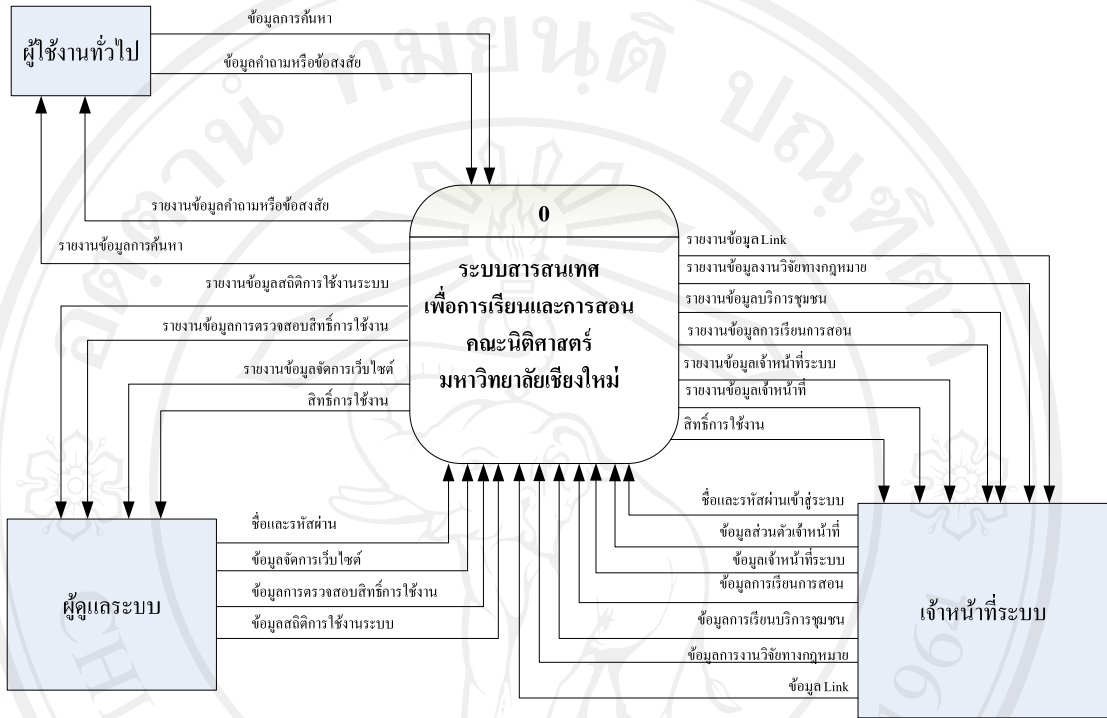 ข้อมูลการค้นหา
ผู้ใช้งานทั่วไป
ข้อมูลคำถามหรือข้อสงสัย
อตฺตานํ ทมยนฺติ ปณฺฑิตา
รายงานข้อมูลคำถามหรือข้อสงสัย
รายงานข้อมูลการค้นหา
รายงานข้อมูลสถิติการใช้งานระบบ
รายงานข้อมูลการตรวจสอบสิทธิ์การใช้งาน
รายงานข้อมูลจัดการเว็บไซต์
สิทธิ์การใช้งาน
0
ระบบสารสนเทศ
เพื่อการเรียนและการสอน
คณะนิติศาสตร์
มหาวิทยาลัยเชียงใหม่
รายงานข้อมูล Link
รายงานข้อมูลงานวิจัยทางกฎหมาย
รายงานข้อมูลบริการชุมชน
รายงานข้อมูลการเรียนการสอน
รายงานข้อมูลเจ้าหน้าที่ระบบ
รายงานข้อมูลเจ้าหน้าที่
สิทธิ์การใช้งาน
ผู้ดูแลระบบ
ชื่อและรหัสผ่าน
ข้อมูลจัดการเว็บไซต์
ข้อมูลการตรวจสอบสิทธิ์การใช้งาน
ข้อมูลสถิติการใช้งานระบบ
ชื่อและรหัสผ่านเข้าสู่ระบบ
ข้อมูลส่วนตัวเจ้าหน้าที่
ข้อมูลเจ้าหน้าที่ระบบ
ข้อมูลการเรียนการสอน
ข้อมูลการเรียนบริการชุมชน
ข้อมูลการงานวิจัยทางกฎหมาย
ข้อมูล Link
เจ้าหน้าที่ระบบ
CHI
1964